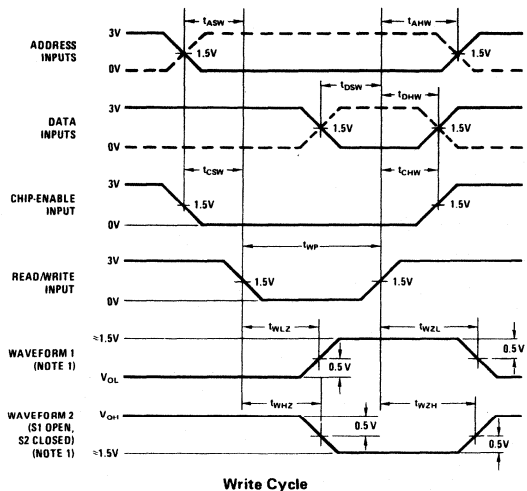 tASW
tAHW
ADDRESS
INPUTS
3V
0V
1.5V
1.5V
tDSW
tDHW
DATA
INPUTS
3V
0V
1.5V
1.5V
tCSW
tCHW
CHIP-ENABLE
INPUT
3V
0V
1.5V
1.5V
tWP
READ/WRITE
INPUT
3V
0V
1.5V
1.5V
tWLZ
tWZL
WAVEFORM 1
(NOTE 1)
≈1.5V
VOL
0.5 V
0.5 V
tWHZ
tWZH
WAVEFORM 2
(S1 OPEN,
S2 CLOSED)
(NOTE 1)
VOH
≈1.5V
0.5 V
0.5V
Write Cycle